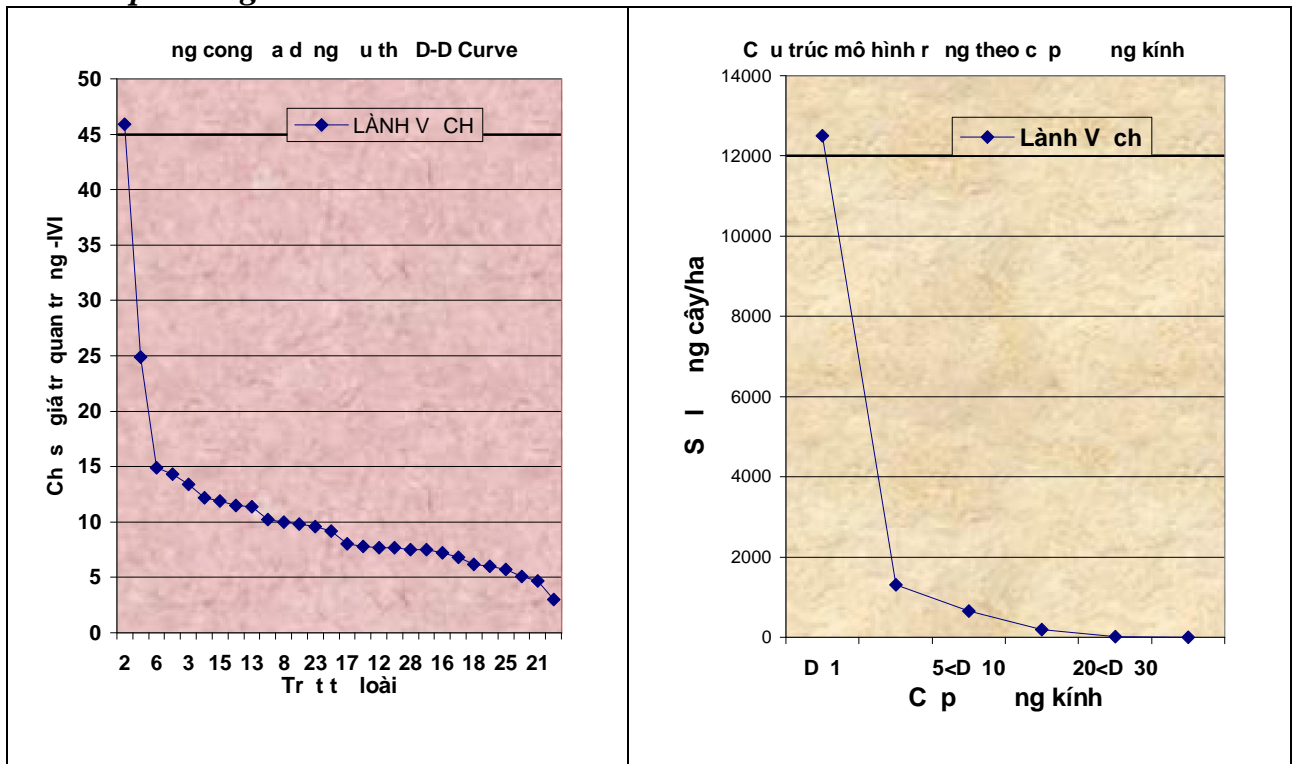 ng cong a d ng u th D-D Curve
50
45
40
35
30
25
20
15
10
5
0
LÀNH V CH
Ch s giá tr quan tr ng -IVI
2 6 3 15 13 8 23 17 12 28 16 18 25 21
Tr t t loài
C u trúc mô hình r ng theo c p ng kính
14000
12000
10000
8000
6000
4000
2000
0
Lành V ch
S l ng cây/ha
D 1 5<D 10 20<D 30
C p ng kính